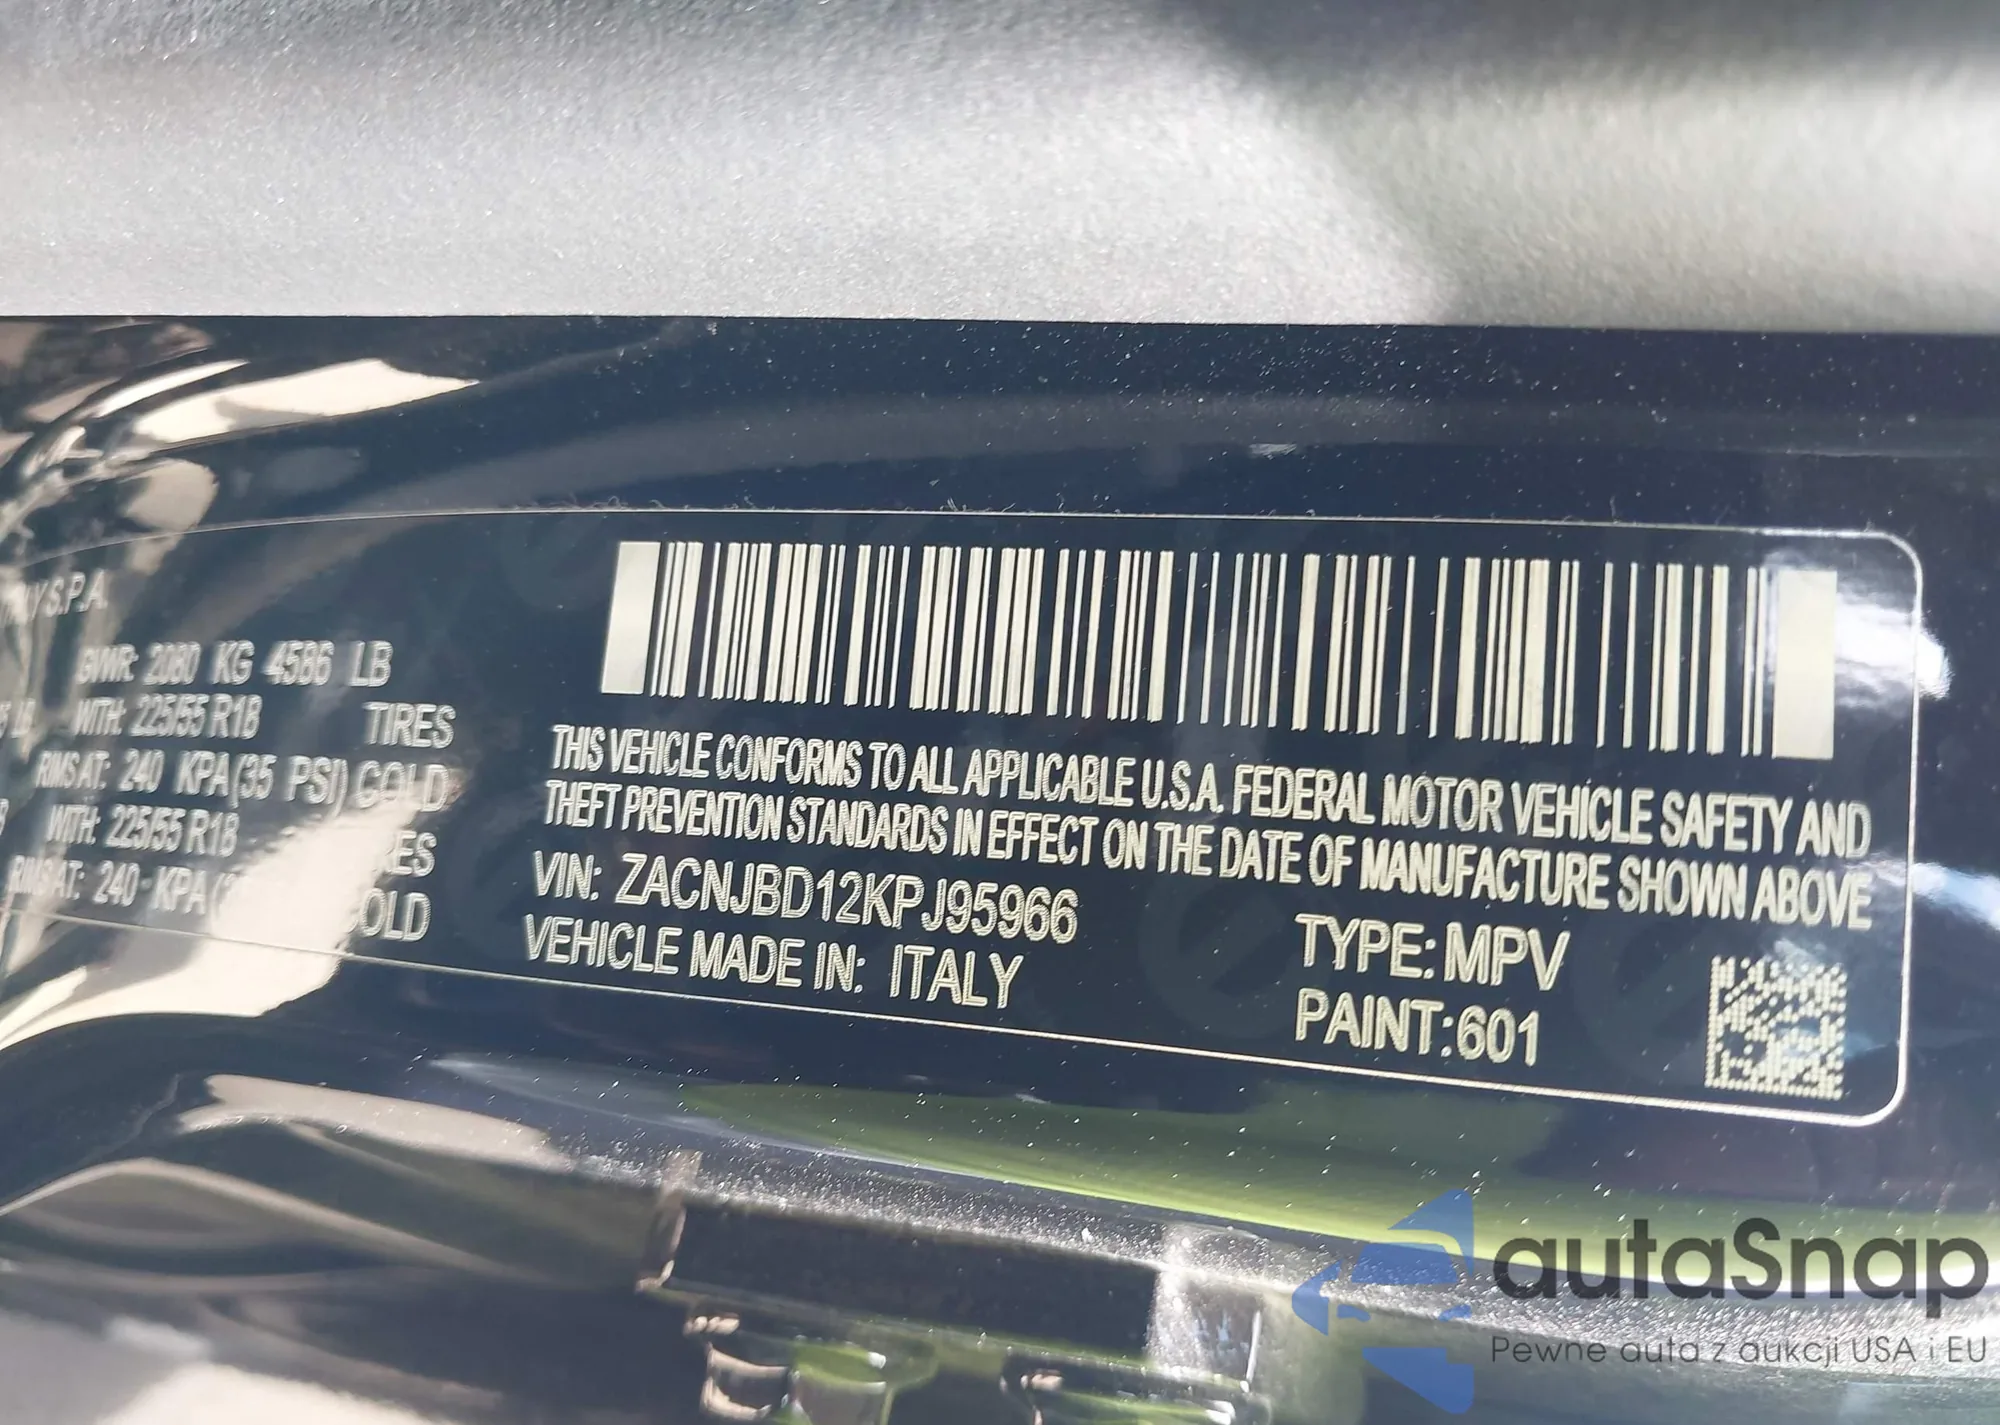 Y S.P.A.
GVWR: 2080 KG 4586 LB
WITH: 225/55 R18 TIRES
RIMS AT: 240 KPA (35 PSI) COLD
WITH: 225/55 R18
AT: 240 KPA
THIS VEHICLE CONFORMS TO ALL APPLICABLE U.S.A. FEDERAL MOTOR VEHICLE SAFETY AND
THEFT PREVENTION STANDARDS IN EFFECT ON THE DATE OF MANUFACTURE SHOWN ABOVE
VIN: ZACNJBD12KPJ95966
VEHICLE MADE IN: ITALY
TYPE: MPV
PAINT:601
autaSnap
Pewne auta z aukcji USA i EU